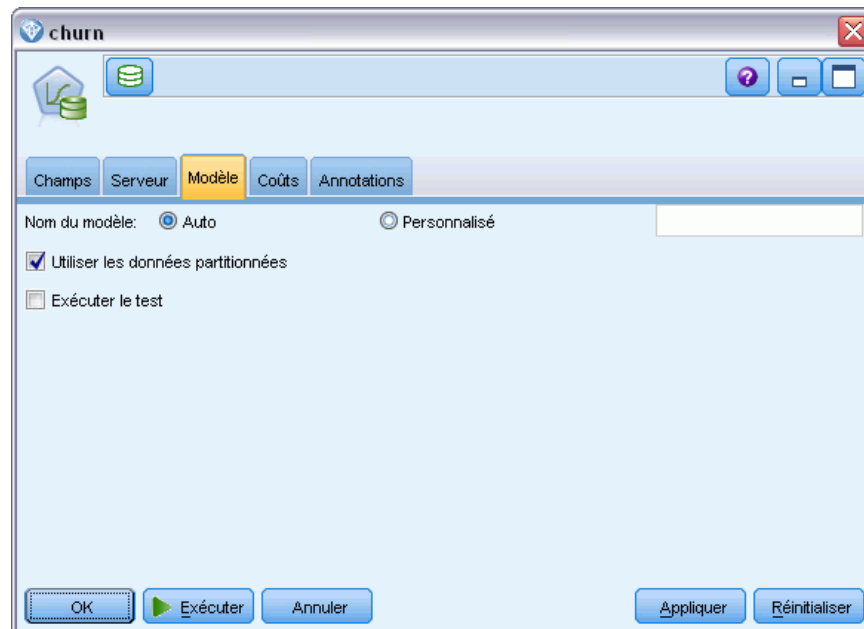 churn
?
Champs Serveur Modèle Coûts Annotations
Nom du modèle: Auto Personnalisé
Utiliser les données partitionnées
Exécuter le test
OK Exécuter Annuler Appliquer Réinitialiser